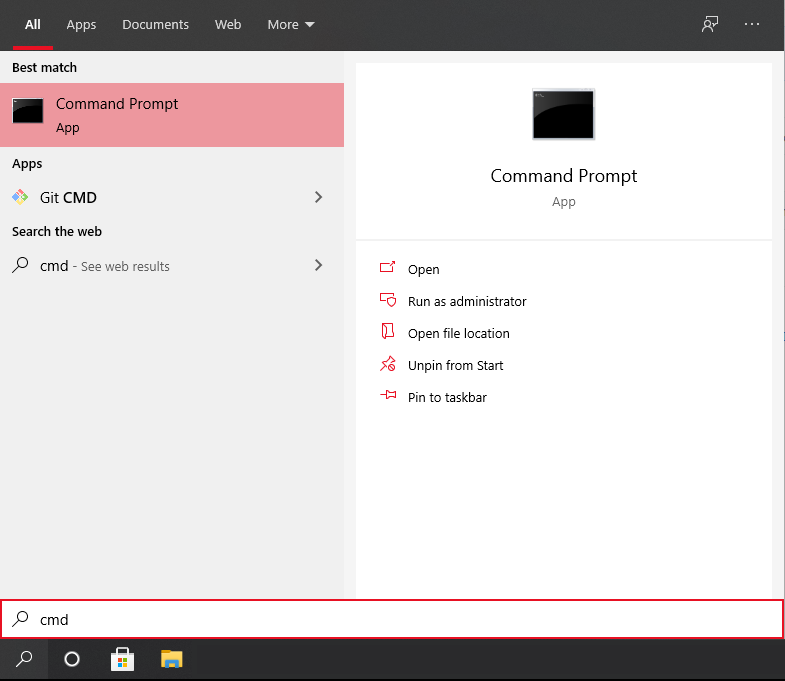 All Apps Documents Web More
Best match
Command Prompt
App
Apps
Git CMD
Search the web
cmd - See web results
Command Prompt
App
Open
Run as administrator
Open file location
Unpin from Start
Pin to taskbar
cmd